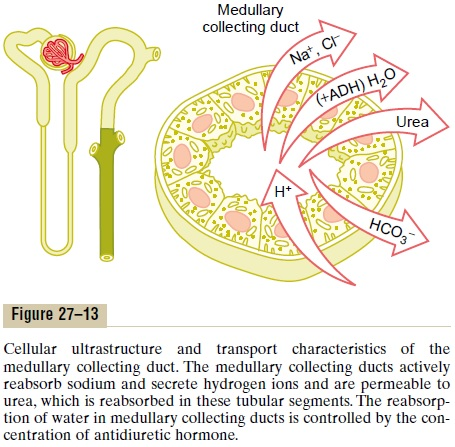 Medullary
collecting duct
Na⁺, Cl⁻
(+ADH) H₂O
Urea
H⁺
HCO₃⁻
Figure 27–13
Cellular ultrastructure and transport characteristics of the
medullary collecting duct. The medullary collecting ducts actively
reabsorb sodium and secrete hydrogen ions and are permeable to
urea, which is reabsorbed in these tubular segments. The reabsorp-
tion of water in medullary collecting ducts is controlled by the con-
centration of antidiuretic hormone.